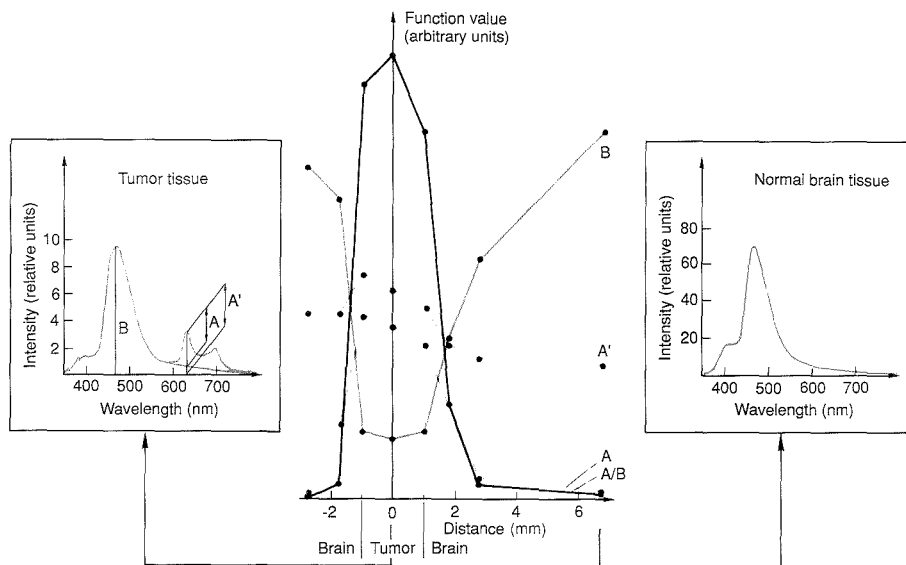 Function value
(arbitrary units)
Tumor tissue
Intensity (relative units)
10
8
6
4
2
B
A'
A
400 500 600 700
Wavelength (nm)
B
A'
A
A/B
-2 0 2 4 6
Distance (mm)
Brain Tumor Brain
Normal brain tissue
Intensity (relative units)
80
60
40
20
400 500 600 700
Wavelength (nm)